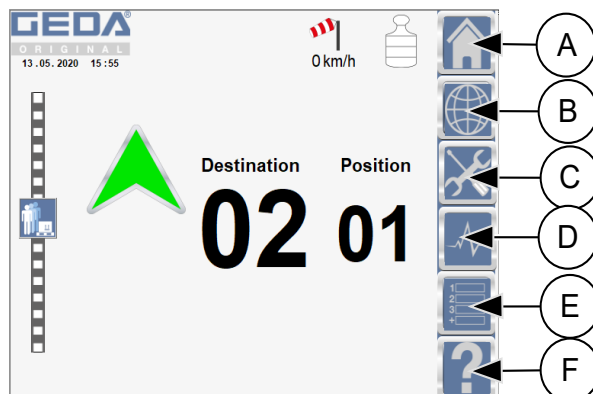 GEDA
ORIGINAL
13.05.2020 15:55
0 km/h
Destination Position
02 01
A
B
C
D
1
2
3
+
E
?
F